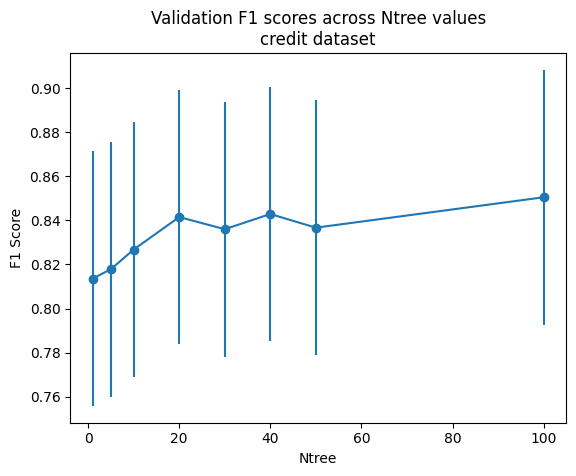 Validation F1 scores across Ntree values
credit dataset
F1 Score
0.90
0.88
0.86
0.84
0.82
0.80
0.78
0.76
0 20 40 60 80 100
Ntree